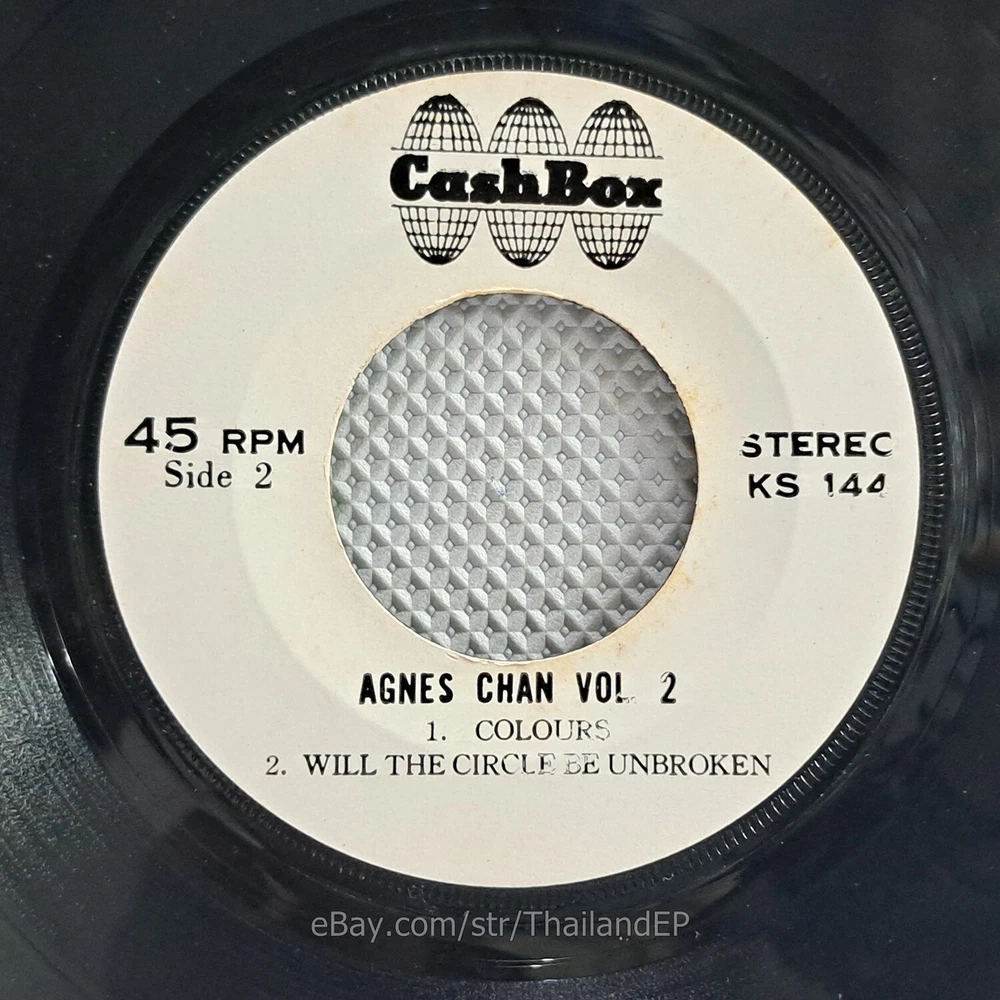 CashBox
45 RPM
Side 2
STEREO
KS 144
AGNES CHAN VOL. 2
1. COLOURS
2. WILL THE CIRCLE BE UNBROKEN
eBay.com/str/ThailandEP